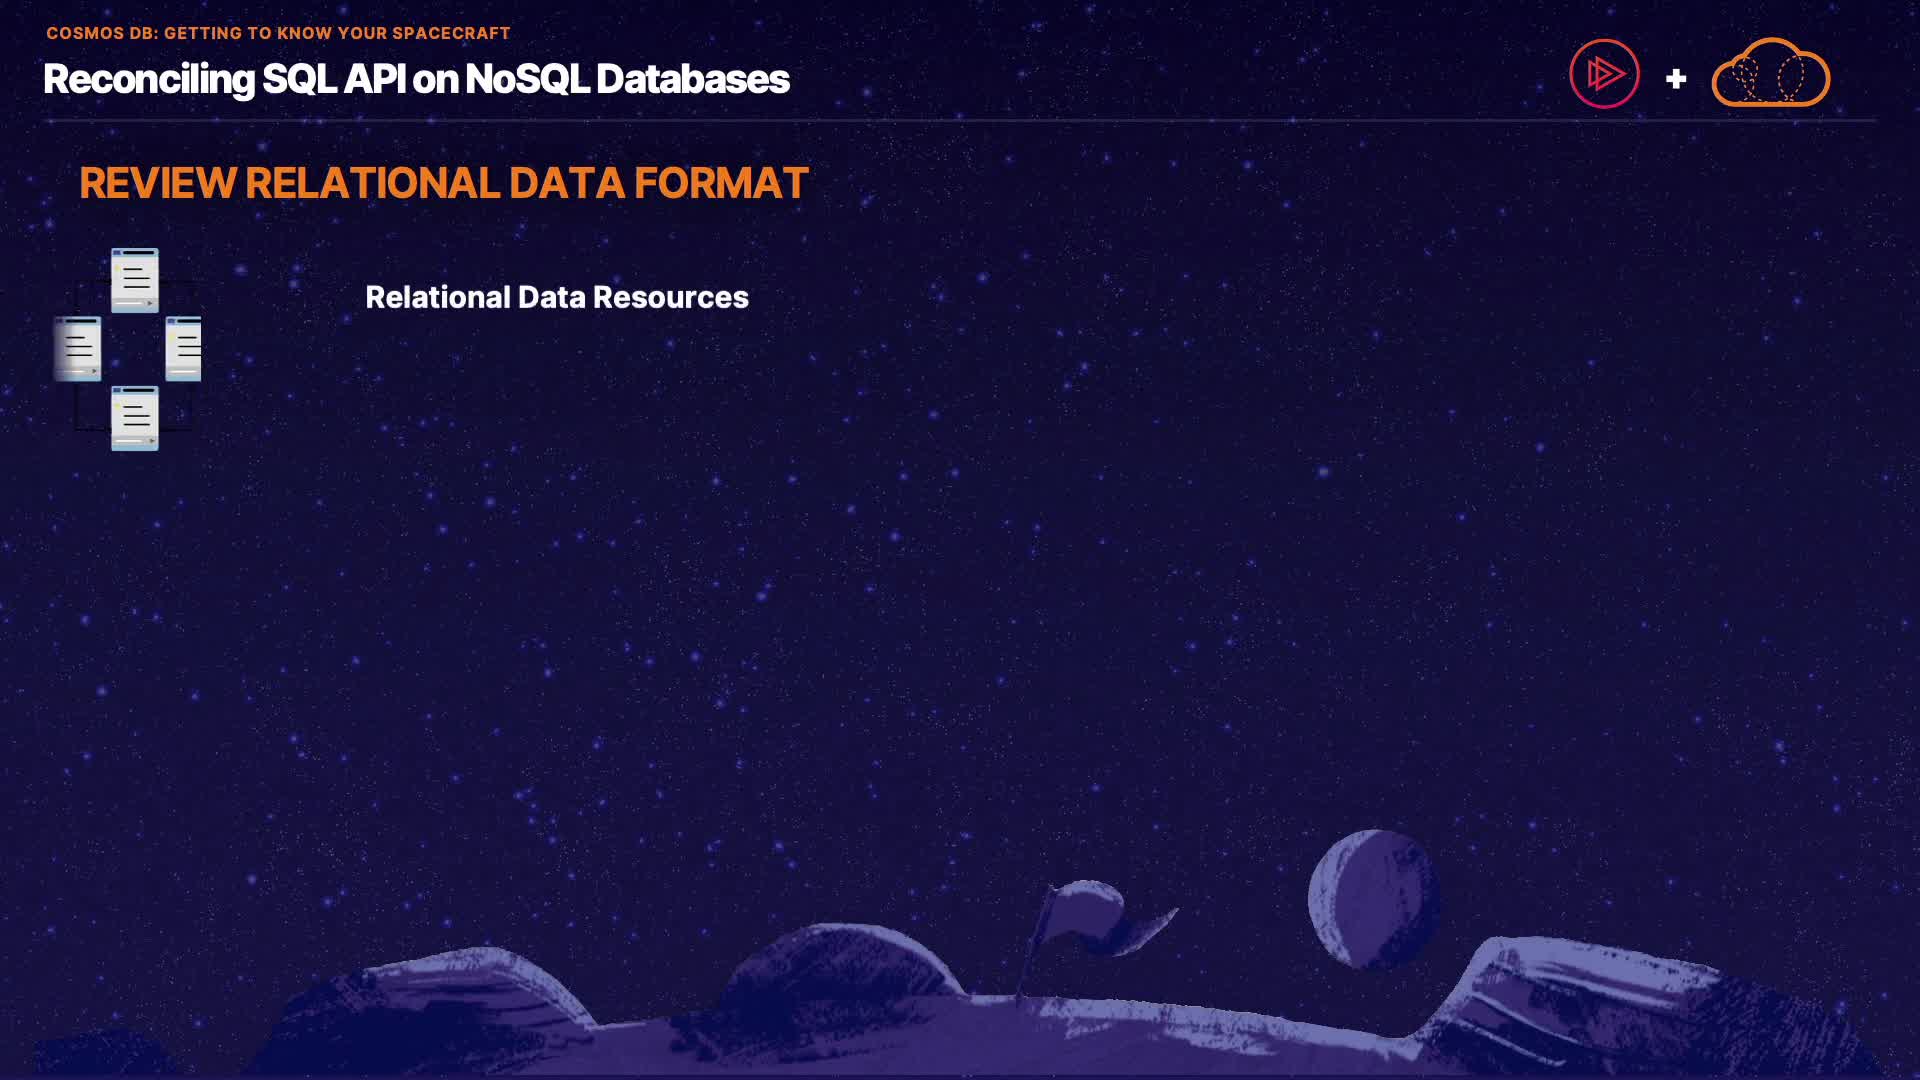 COSMOS DB: GETTING TO KNOW YOUR SPACECRAFT
Reconciling SQL API on NoSQL Databases
REVIEW RELATIONAL DATA FORMAT
Relational Data Resources